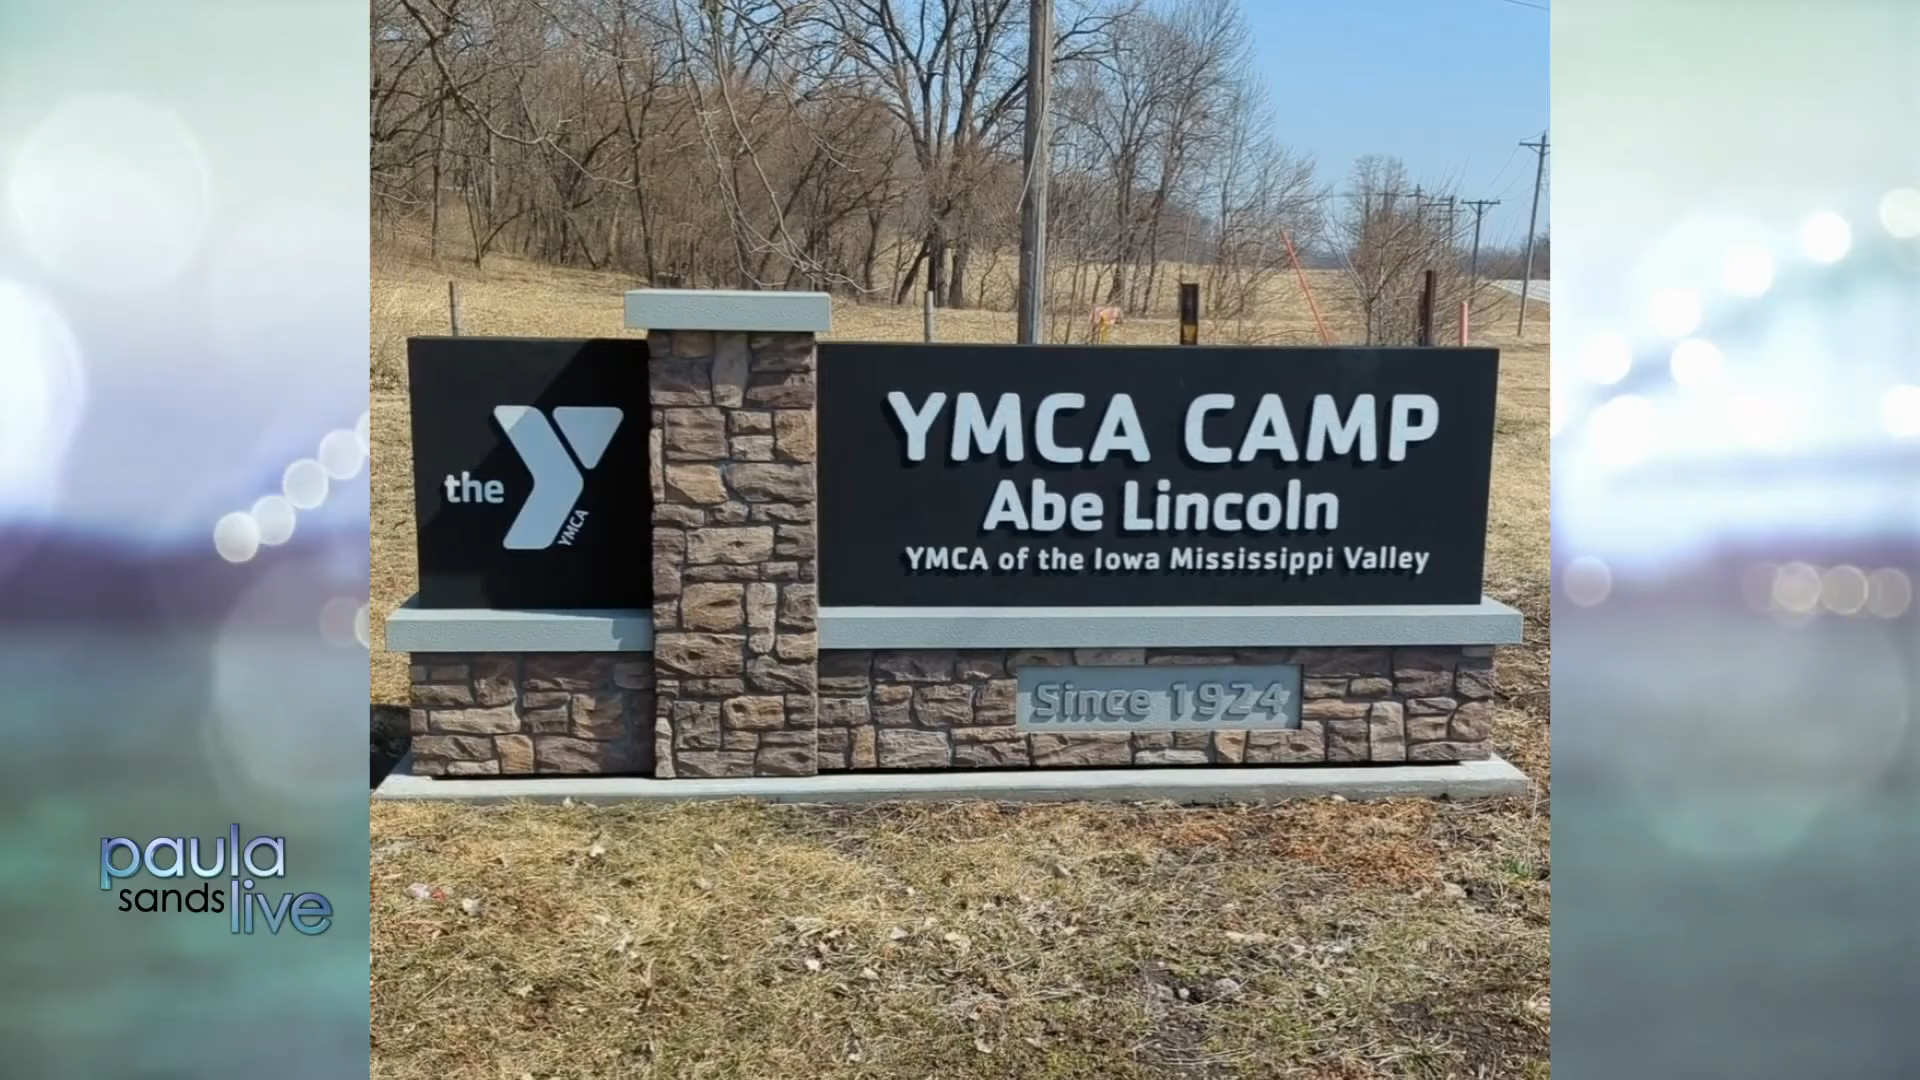 the
YMCA
YMCA CAMP
Abe Lincoln
YMCA of the Iowa Mississippi Valley
Since 1924
paula
sands live